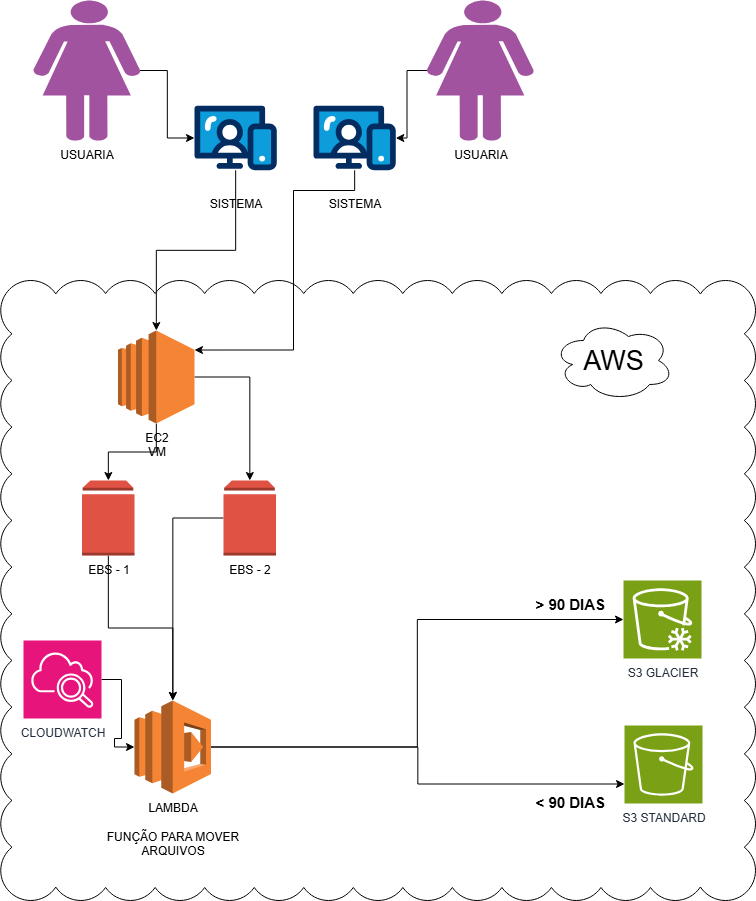 USUARIA
USUARIA
SISTEMA
SISTEMA
AWS
EC2
VM
EBS - 1
EBS - 2
> 90 DIAS
S3 GLACIER
CLOUDWATCH
< 90 DIAS
S3 STANDARD
LAMBDA
FUNÇÃO PARA MOVER
ARQUIVOS